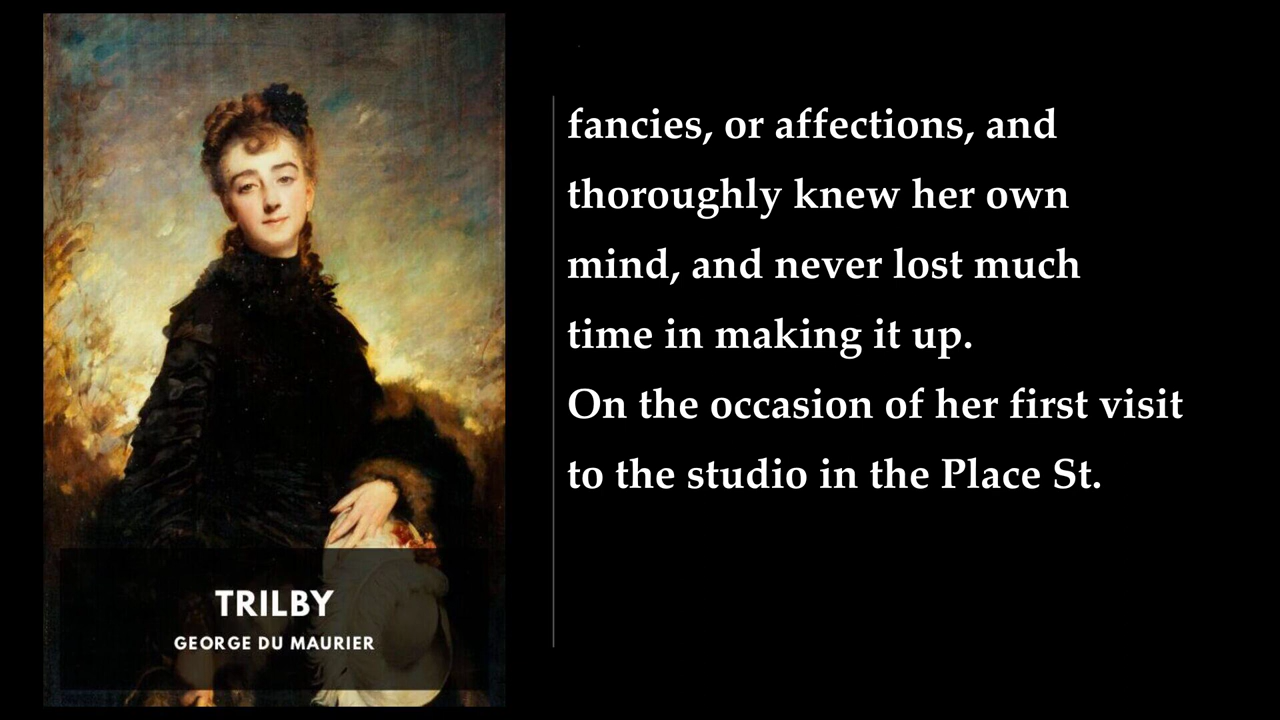 fancies, or affections, and
thoroughly knew her own
mind, and never lost much
time in making it up.
On the occasion of her first visit
to the studio in the Place St.
TRILBY
GEORGE DU MAURIER